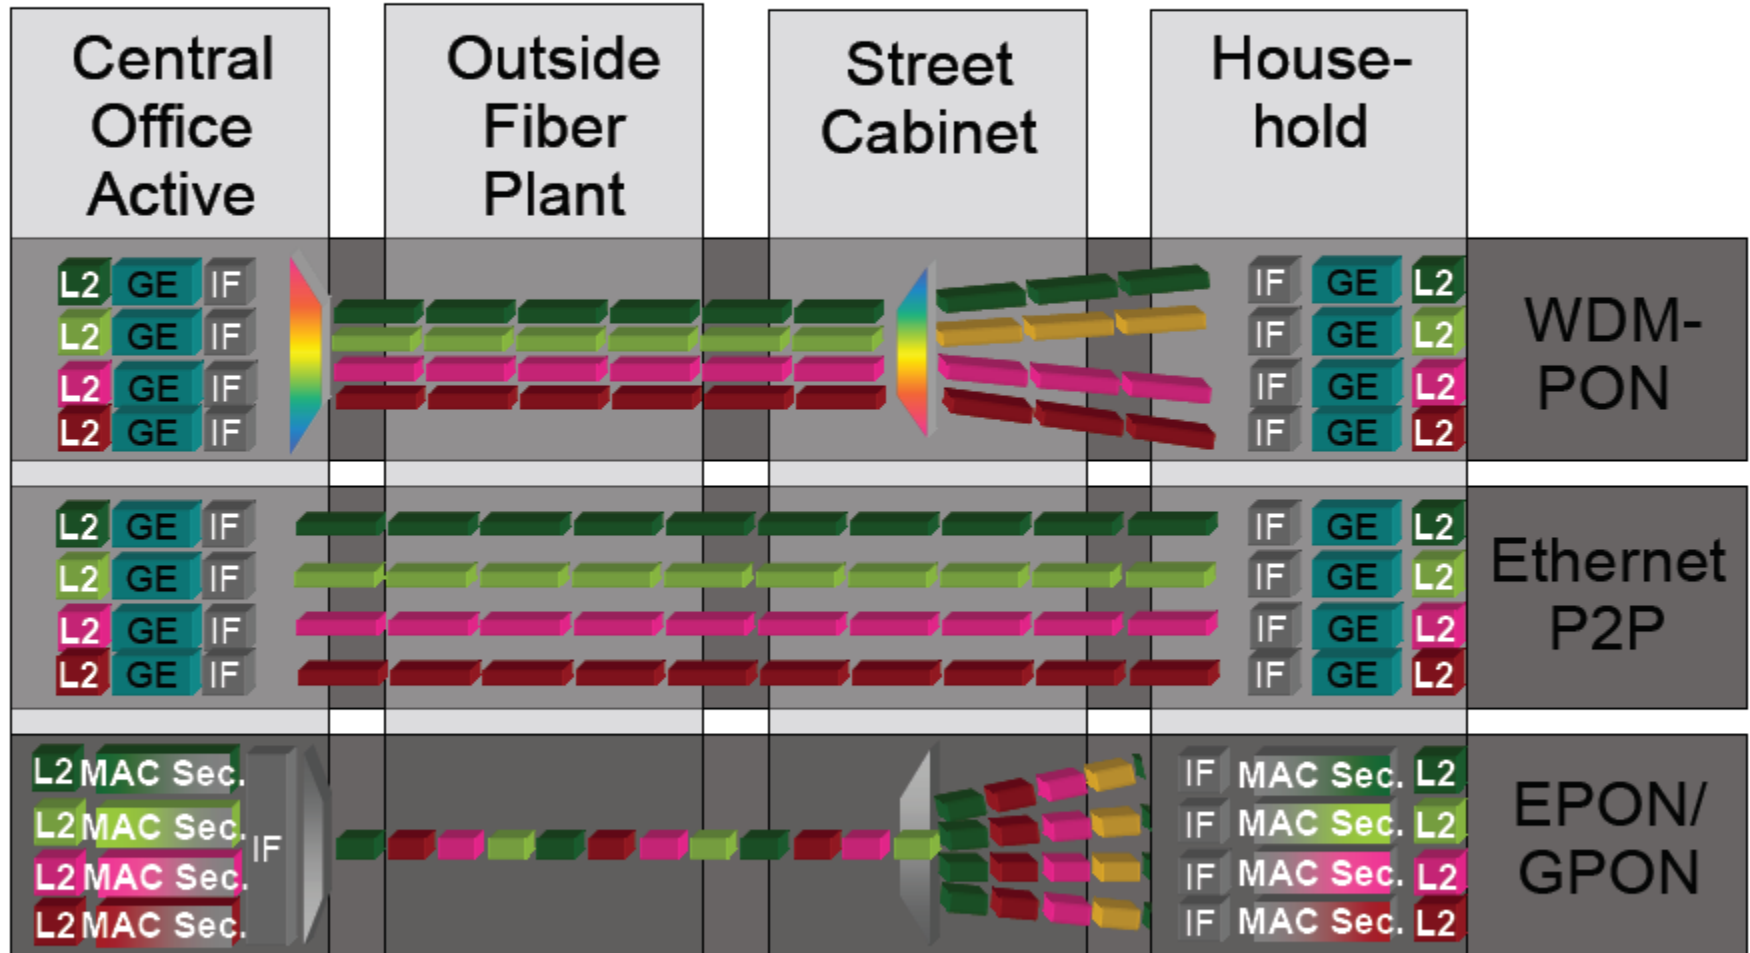 Central
Office
Active
Outside
Fiber
Plant
Street
Cabinet
House-
hold
L2 GE IF IF GE L2
L2 GE IF IF GE L2
L2 GE IF IF GE L2
L2 GE IF IF GE L2
WDM-
PON
L2 GE IF IF GE L2
L2 GE IF IF GE L2
L2 GE IF IF GE L2
L2 GE IF IF GE L2
Ethernet
P2P
L2 MAC Sec. IF MAC Sec. L2
L2 MAC Sec. IF MAC Sec. L2
IF
L2 MAC Sec. IF MAC Sec. L2
L2 MAC Sec. IF MAC Sec. L2
EPON/
GPON